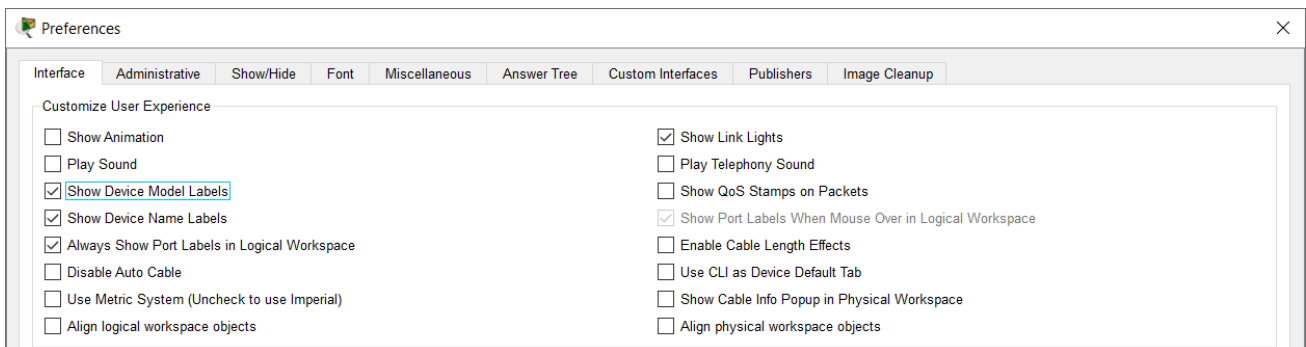 Preferences
Interface Administrative Show/Hide Font Miscellaneous Answer Tree Custom Interfaces Publishers Image Cleanup
Customize User Experience
Show Animation
Show Link Lights
Play Sound
Play Telephony Sound
Show Device Model Labels
Show QoS Stamps on Packets
Show Device Name Labels
Show Port Labels When Mouse Over in Logical Workspace
Always Show Port Labels in Logical Workspace
Enable Cable Length Effects
Disable Auto Cable
Use CLI as Device Default Tab
Use Metric System (Uncheck to use Imperial)
Show Cable Info Popup in Physical Workspace
Align logical workspace objects
Align physical workspace objects